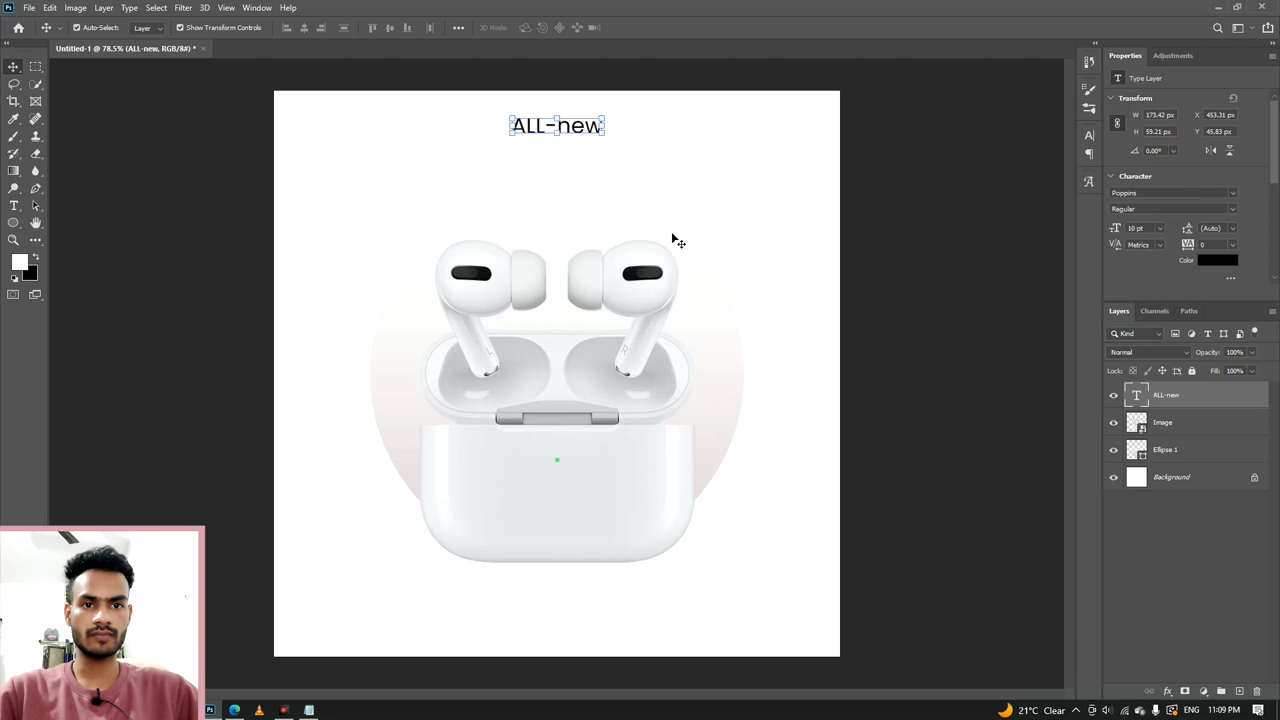 Ps File Edit Image Layer Type Select Filter 3D View Window Help
Auto-Select: Layer Show Transform Controls 3D Mode:
Untitled-1 @ 78.5% (ALL-new, RGB/8#) *
ALL-new
Properties Adjustments
T Type Layer
Transform
W 173.42 px X 453.31 px
H 59.21 px Y 45.83 px
0.00°
Character
Poppins
Regular
10 pt (Auto)
Metrics 0
Color
Layers Channels Paths
Kind
Normal Opacity: 100%
Lock: Fill: 100%
T ALL-new
Image
Ellipse 1
Background
L R
Ps 21°C Clear ENG 11:09 PM